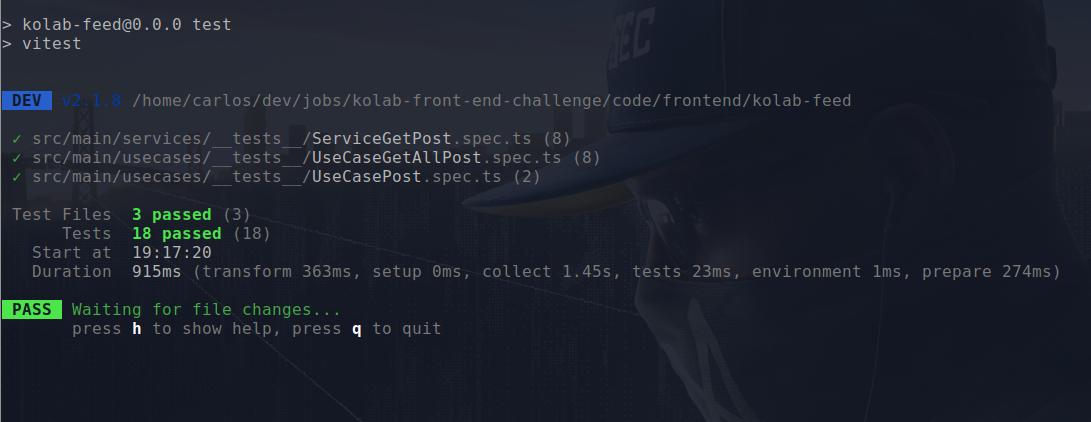 > kolab-feed@0.0.0 test
> vitest
DEV v2.1.8 /home/carlos/dev/jobs/kolab-front-end-challenge/code/frontend/kolab-feed
✓ src/main/services/__tests__/ServiceGetPost.spec.ts (8)
✓ src/main/usecases/__tests__/UseCaseGetAllPost.spec.ts (8)
✓ src/main/usecases/__tests__/UseCasePost.spec.ts (2)
Test Files 3 passed (3)
Tests 18 passed (18)
Start at 19:17:20
Duration 915ms (transform 363ms, setup 0ms, collect 1.45s, tests 23ms, environment 1ms, prepare 274ms)
PASS Waiting for file changes...
press h to show help, press q to quit